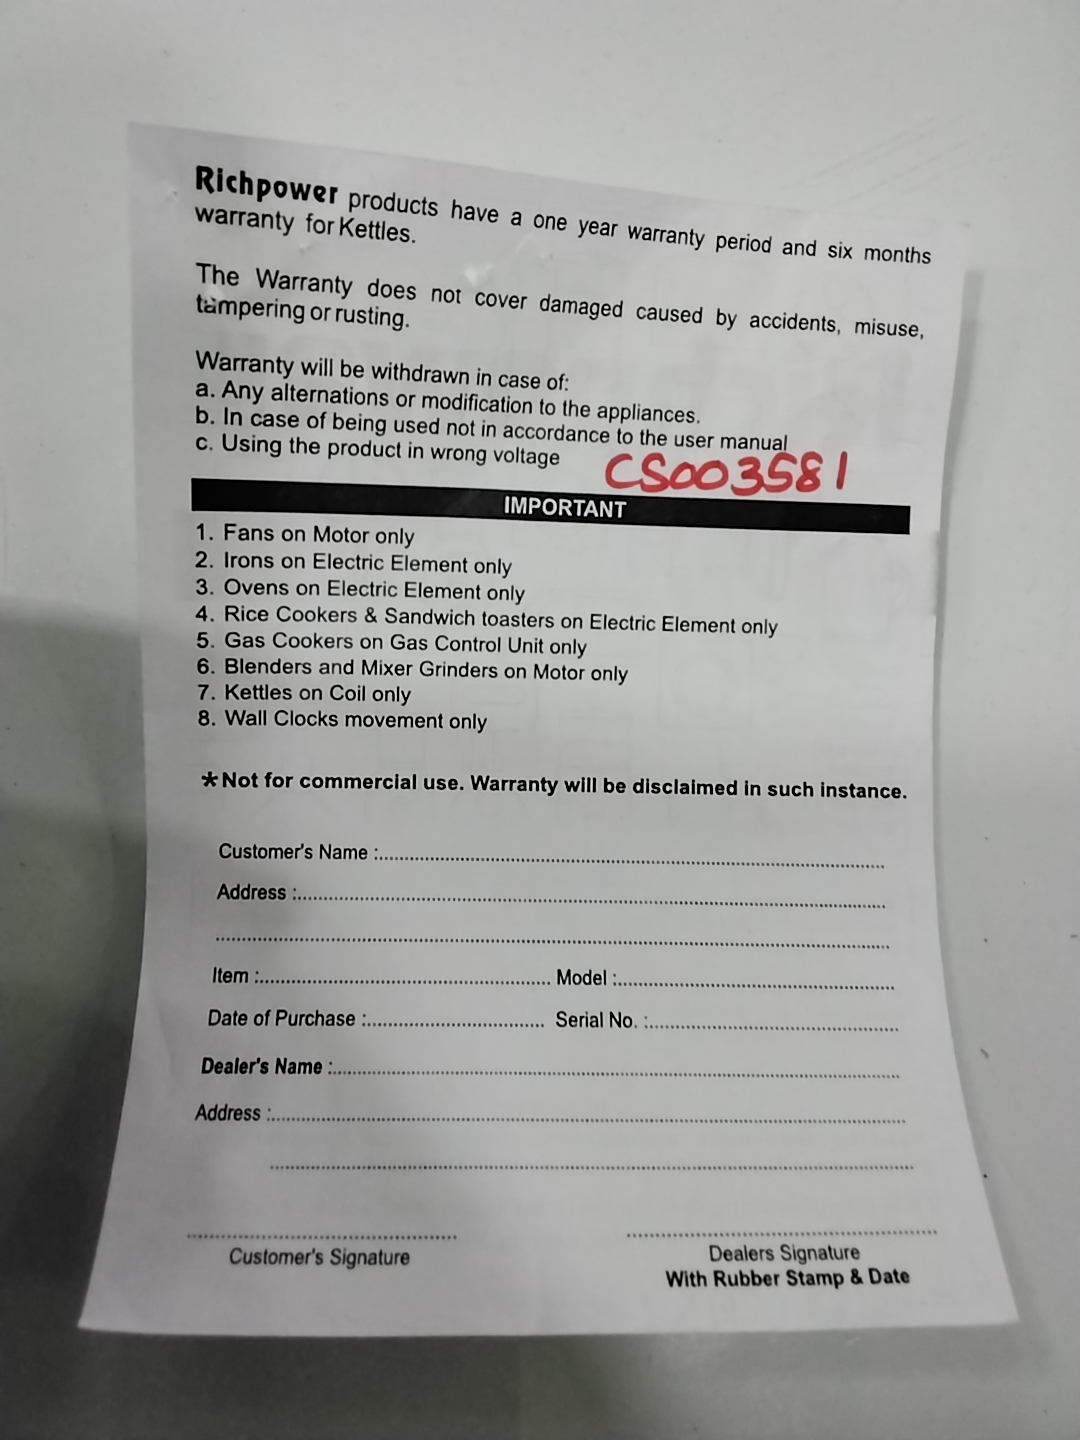 Richpower products have a one year warranty period and six months
warranty for Kettles.
The Warranty does not cover damaged caused by accidents, misuse,
tampering or rusting.
Warranty will be withdrawn in case of:
a. Any alternations or modification to the appliances.
b. In case of being used not in accordance to the user manual
c. Using the product in wrong voltage
CS003581
IMPORTANT
1. Fans on Motor only
2. Irons on Electric Element only
3. Ovens on Electric Element only
4. Rice Cookers & Sandwich toasters on Electric Element only
5. Gas Cookers on Gas Control Unit only
6. Blenders and Mixer Grinders on Motor only
7. Kettles on Coil only
8. Wall Clocks movement only
*Not for commercial use. Warranty will be disclaimed in such instance.
Customer's Name :
Address :
Item : Model :
Date of Purchase : Serial No. :
Dealer's Name :
Address :
Customer's Signature Dealers Signature
With Rubber Stamp & Date